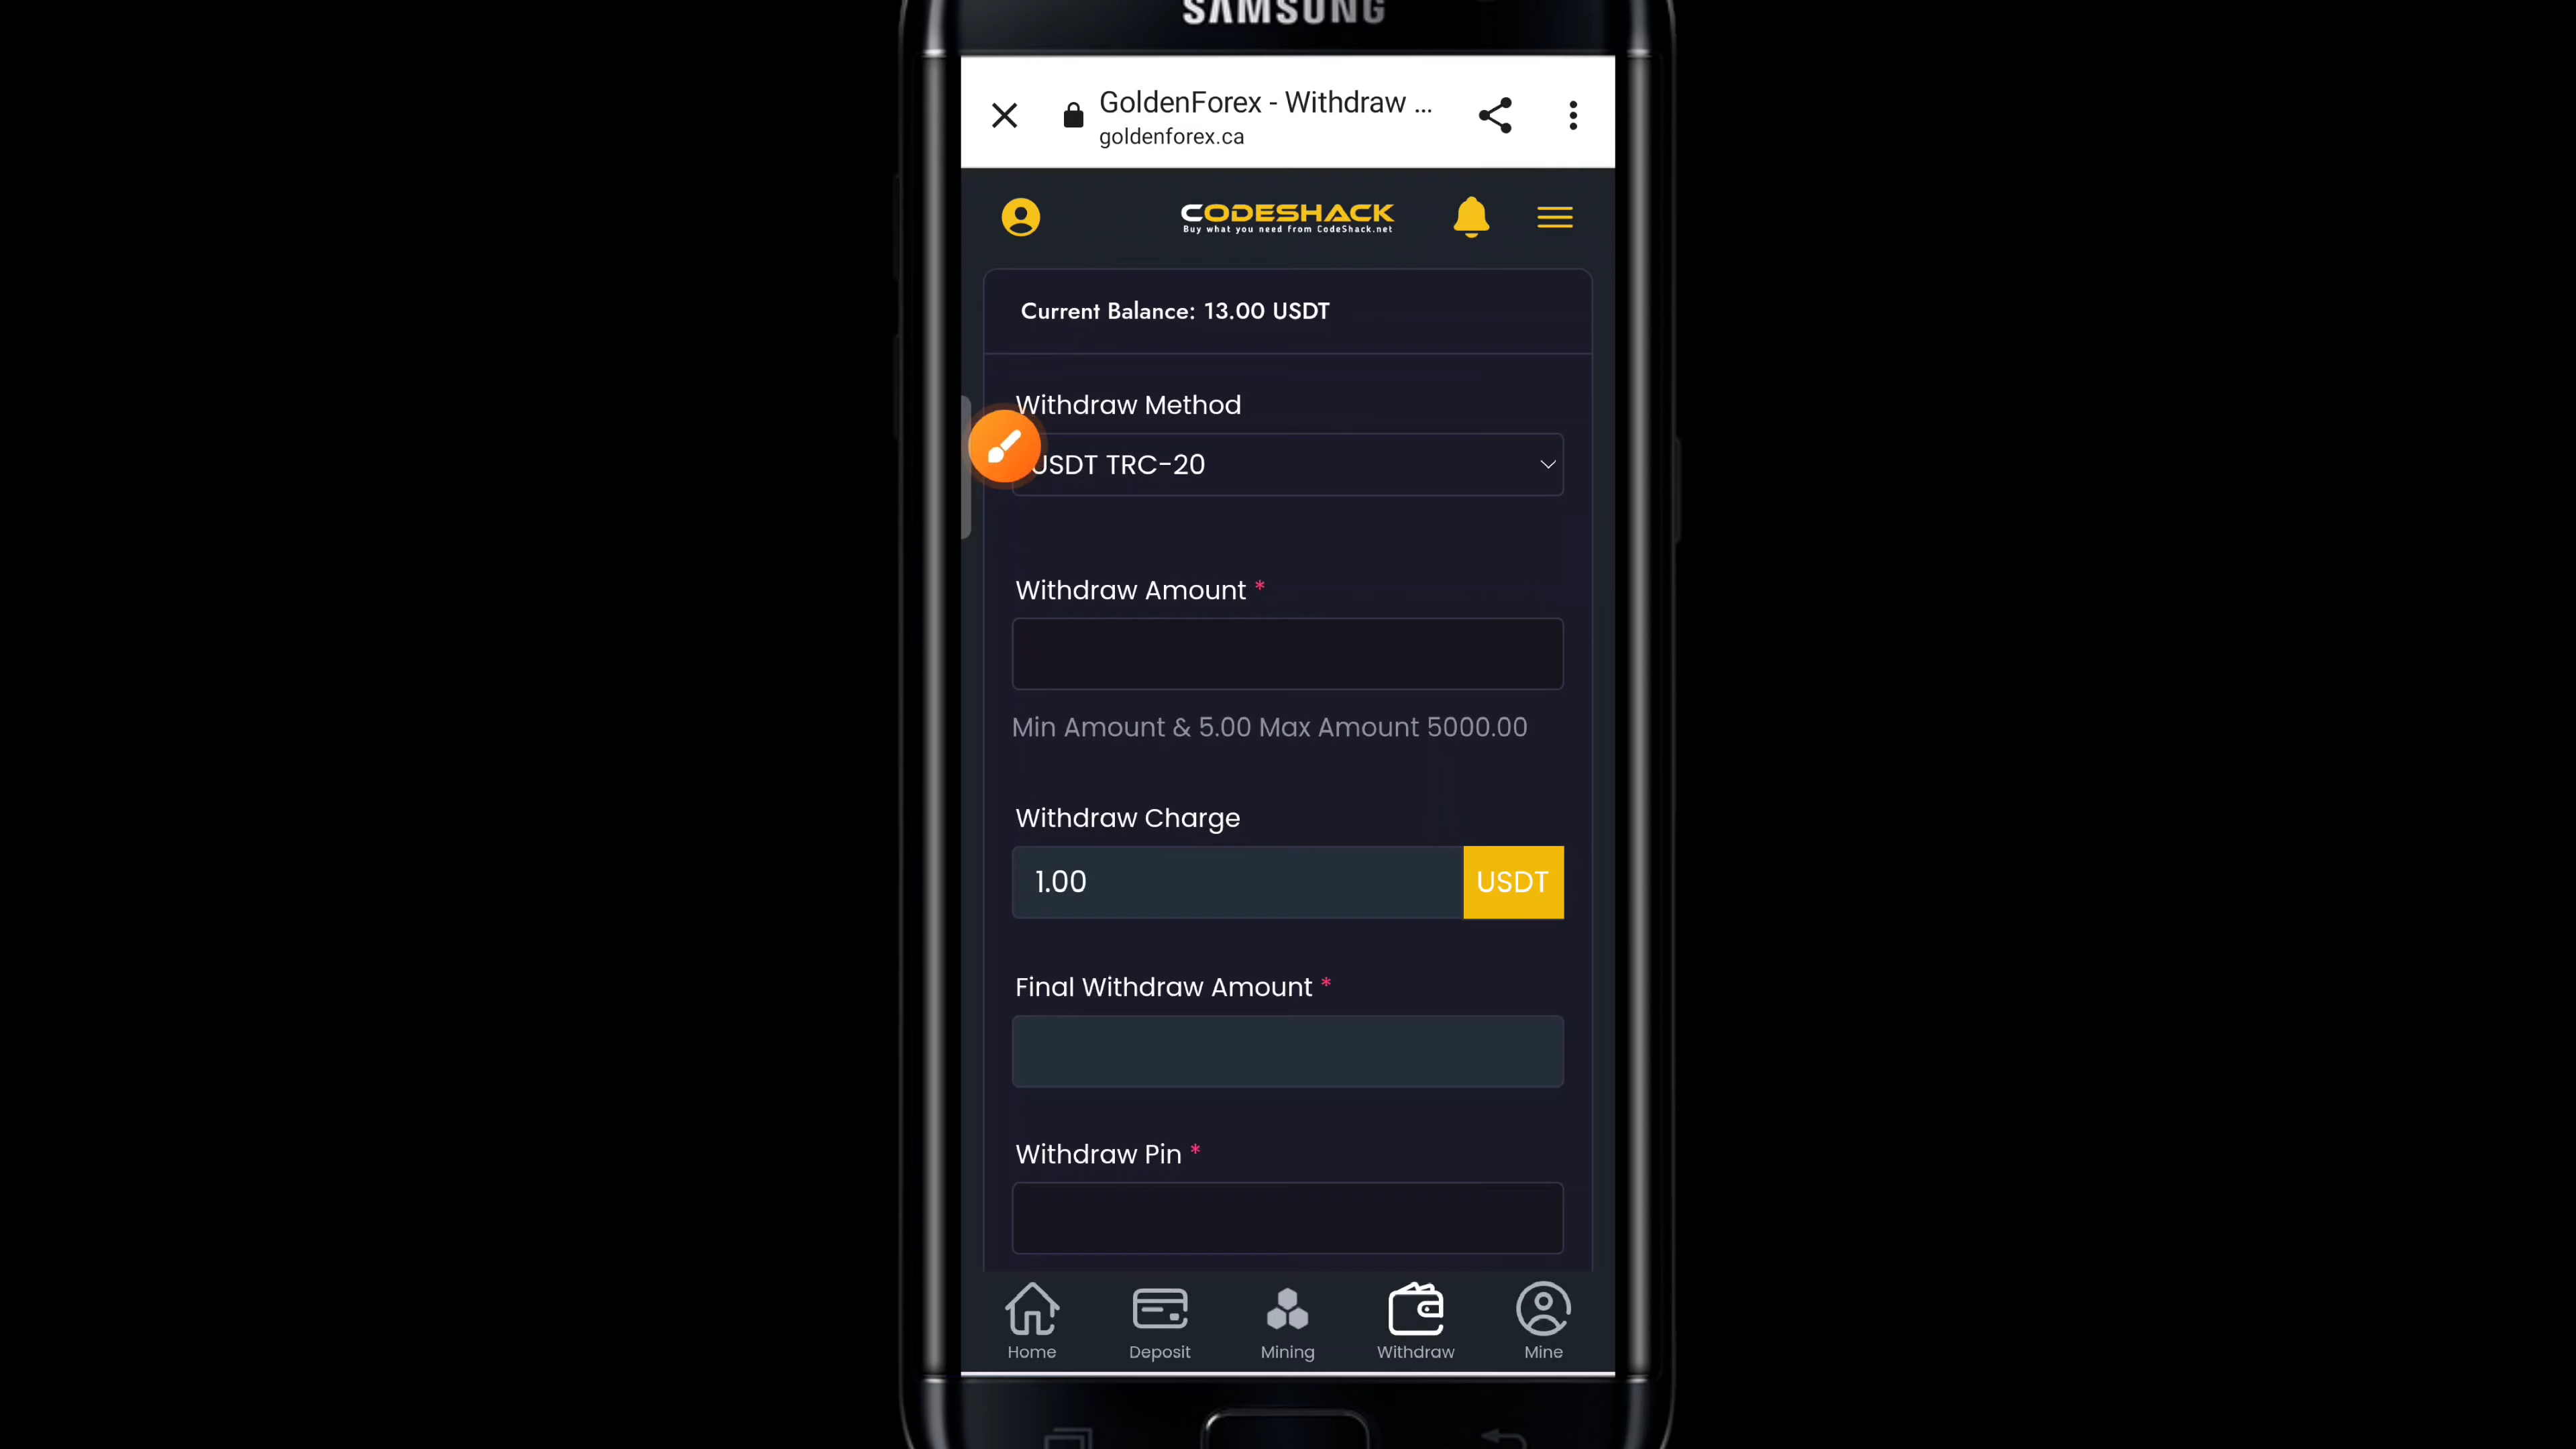 SAMSUNG
GoldenForex - Withdraw ...
goldenforex.ca
CODESHACK
Buy what you need from CodeShack.net
Current Balance: 13.00 USDT
Withdraw Method
USDT TRC-20
Withdraw Amount *
Min Amount & 5.00 Max Amount 5000.00
Withdraw Charge
1.00 USDT
Final Withdraw Amount *
Withdraw Pin *
Home Deposit Mining Withdraw Mine